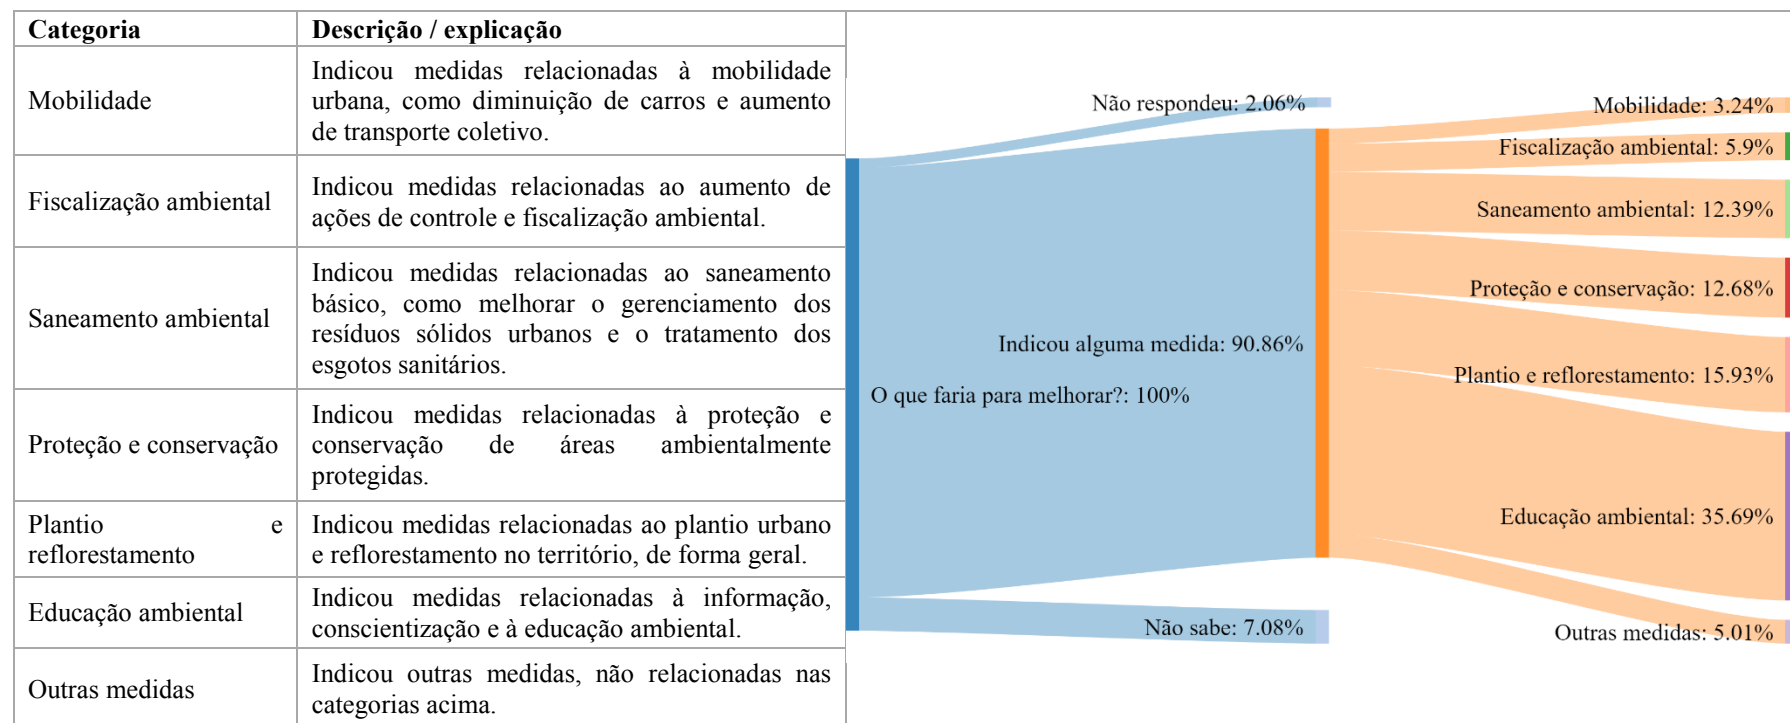 Categoria
Descrição / explicação
Mobilidade
Indicou medidas relacionadas à mobilidade
urbana, como diminuição de carros e aumento
de transporte coletivo.
Fiscalização ambiental
Indicou medidas relacionadas ao aumento de
ações de controle e fiscalização ambiental.
Saneamento ambiental
Indicou medidas relacionadas ao saneamento
básico, como melhorar o gerenciamento dos
resíduos sólidos urbanos e o tratamento dos
esgotos sanitários.
Proteção e conservação
Indicou medidas relacionadas à proteção e
conservação de áreas ambientalmente
protegidas.
Plantio e
reflorestamento
Indicou medidas relacionadas ao plantio urbano
e reflorestamento no território, de forma geral.
Educação ambiental
Indicou medidas relacionadas à informação,
conscientização e à educação ambiental.
Outras medidas
Indicou outras medidas, não relacionadas nas
categorias acima.
Não respondeu: 2.06%
Indicou alguma medida: 90.86%
O que faria para melhorar?: 100%
Não sabe: 7.08%
Mobilidade: 3.24%
Fiscalização ambiental: 5.9%
Saneamento ambiental: 12.39%
Proteção e conservação: 12.68%
Plantio e reflorestamento: 15.93%
Educação ambiental: 35.69%
Outras medidas: 5.01%